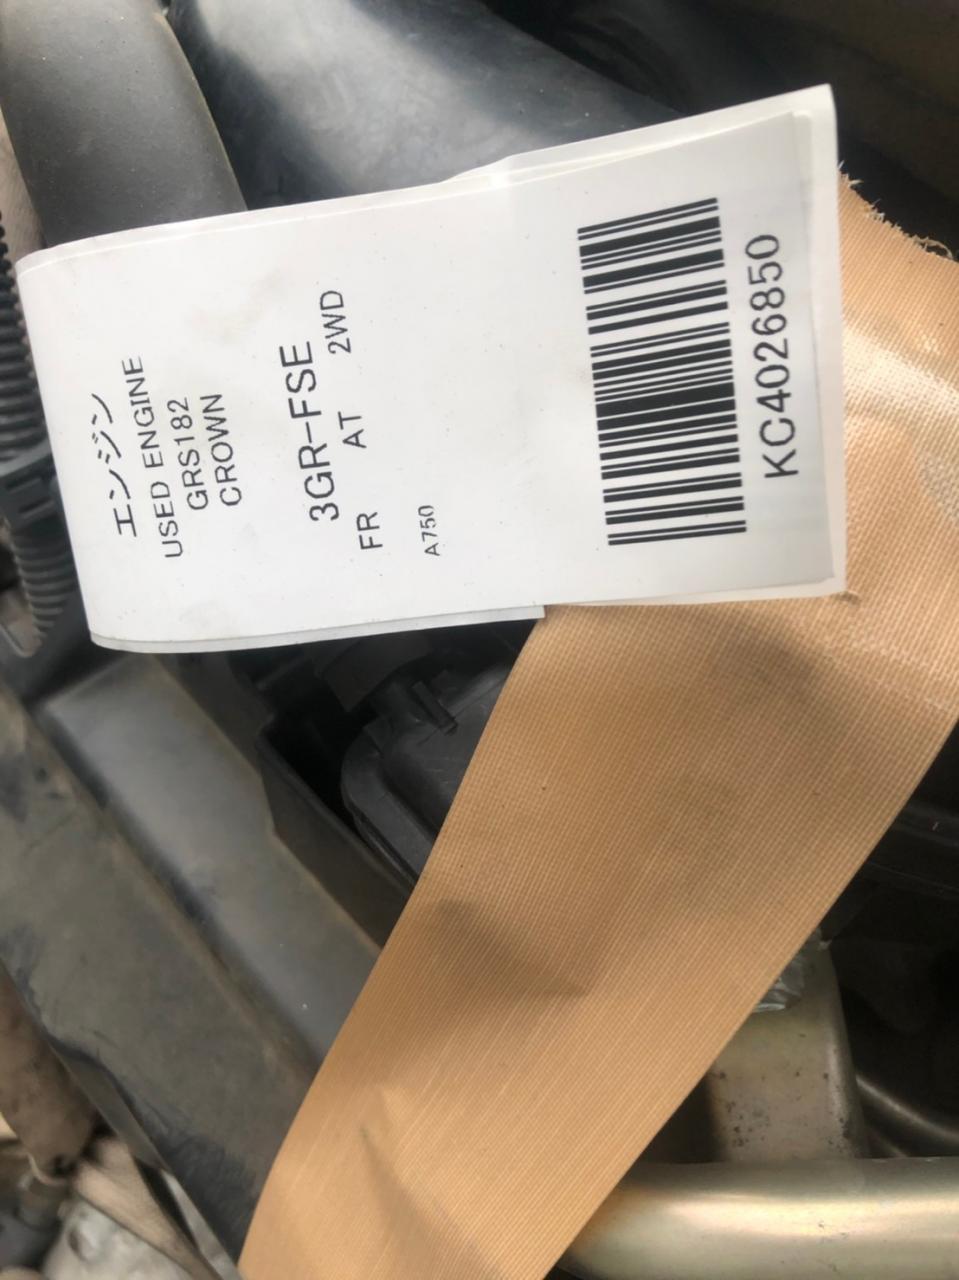 エンジン
USED ENGINE
GRS182
CROWN
3GR-FSE
FR AT 2WD
A750
KC4026850